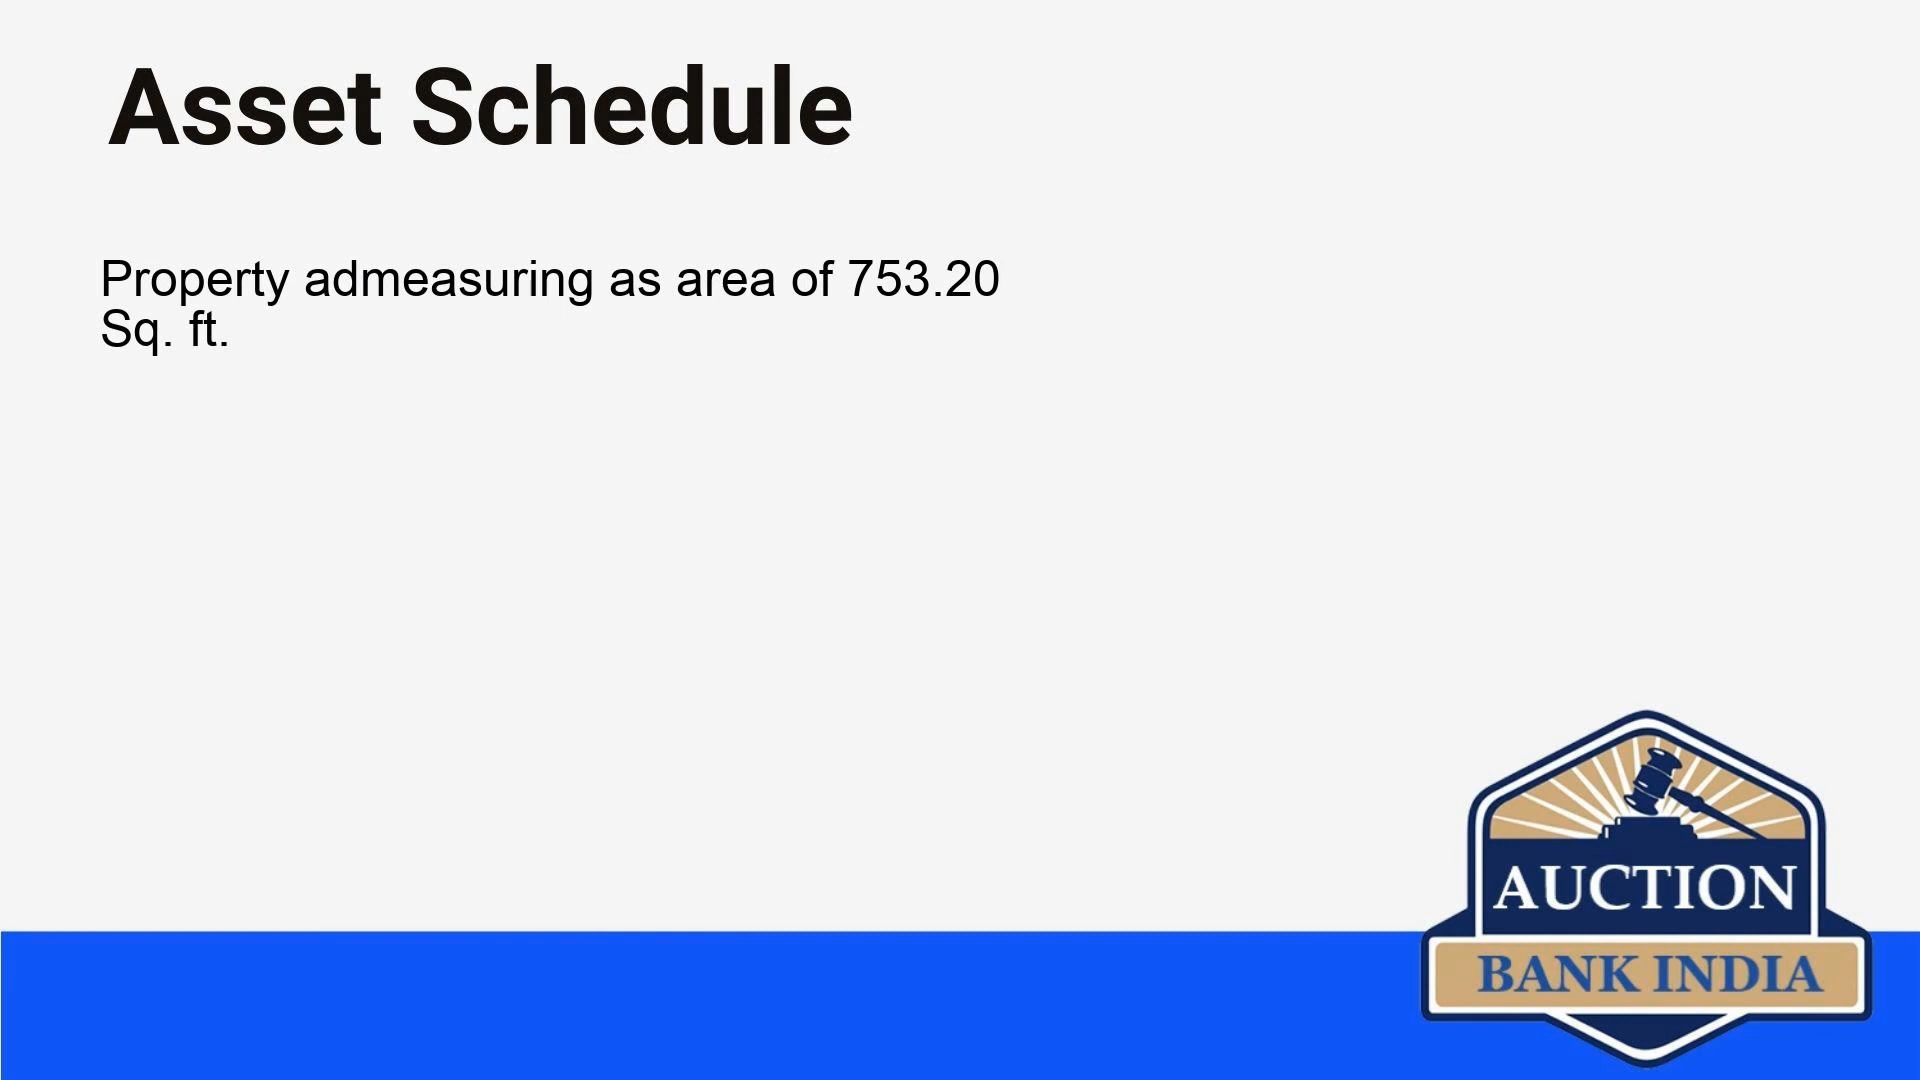 Asset Schedule
Property admeasuring as area of 753.20
Sq. ft.
AUCTION
BANK INDIA